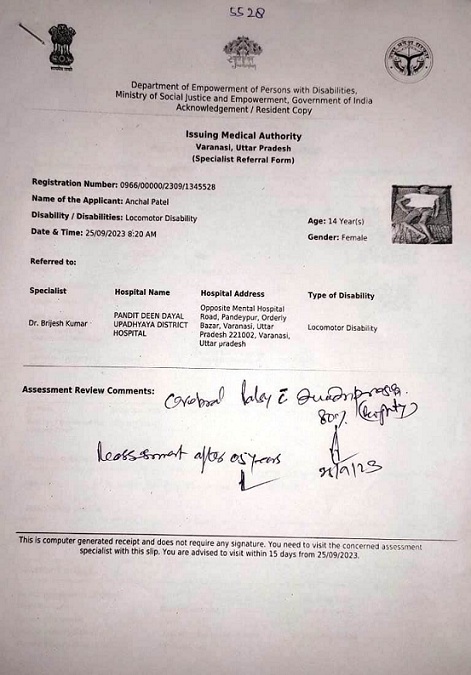 5528
Department of Empowerment of Persons with Disabilities,
Ministry of Social Justice and Empowerment, Government of India
Acknowledgement / Resident Copy
Issuing Medical Authority
Varanasi, Uttar Pradesh
(Specialist Referral Form)
Registration Number: 0966/00000/2309/1345528
Name of the Applicant: Anchal Patel
Disability / Disabilities: Locomotor Disability
Age: 14 Year(s)
Date & Time: 25/09/2023 8:20 AM
Gender: Female
Referred to:
Specialist Hospital Name Hospital Address Type of Disability
Dr. Brijesh Kumar
PANDIT DEEN DAYAL
UPADHYAYA DISTRICT
HOSPITAL
Opposite Mental Hospital
Road, Pandeypur, Orderly
Bazar, Varanasi, Uttar
Pradesh 221002, Varanasi,
Uttar pradesh
Locomotor Disability
Assessment Review Comments: Cerebral Palsy
80% (Eighty)
Reassessment after 05 years
This is computer generated receipt and does not require any signature. You need to visit the concerned assessment
specialist with this slip. You are advised to visit within 15 days from 25/09/2023.